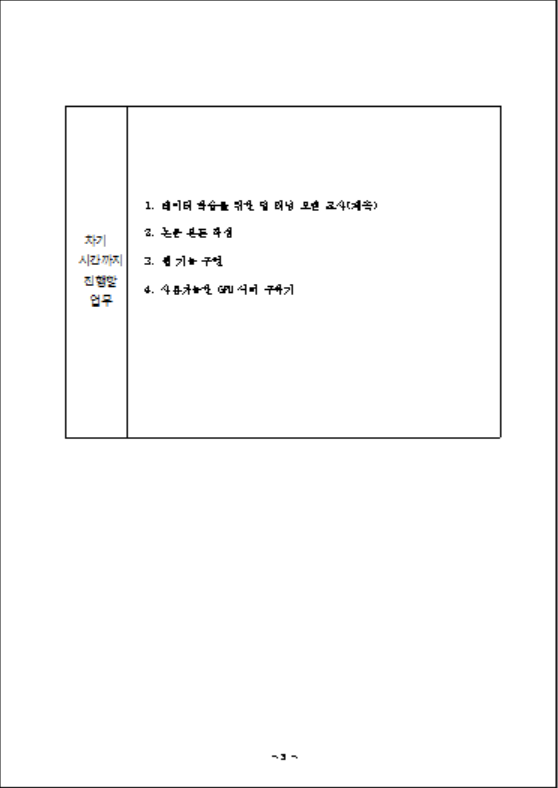 차기
시간까지
진행할
업무
1. 데이터 학습을 위한 딥 러닝 모델 조사(계속)
2. 논문 본문 작성
3. 웹 기능 구현
4. 사용가능한 GPU 서버 구하기
- 3 -